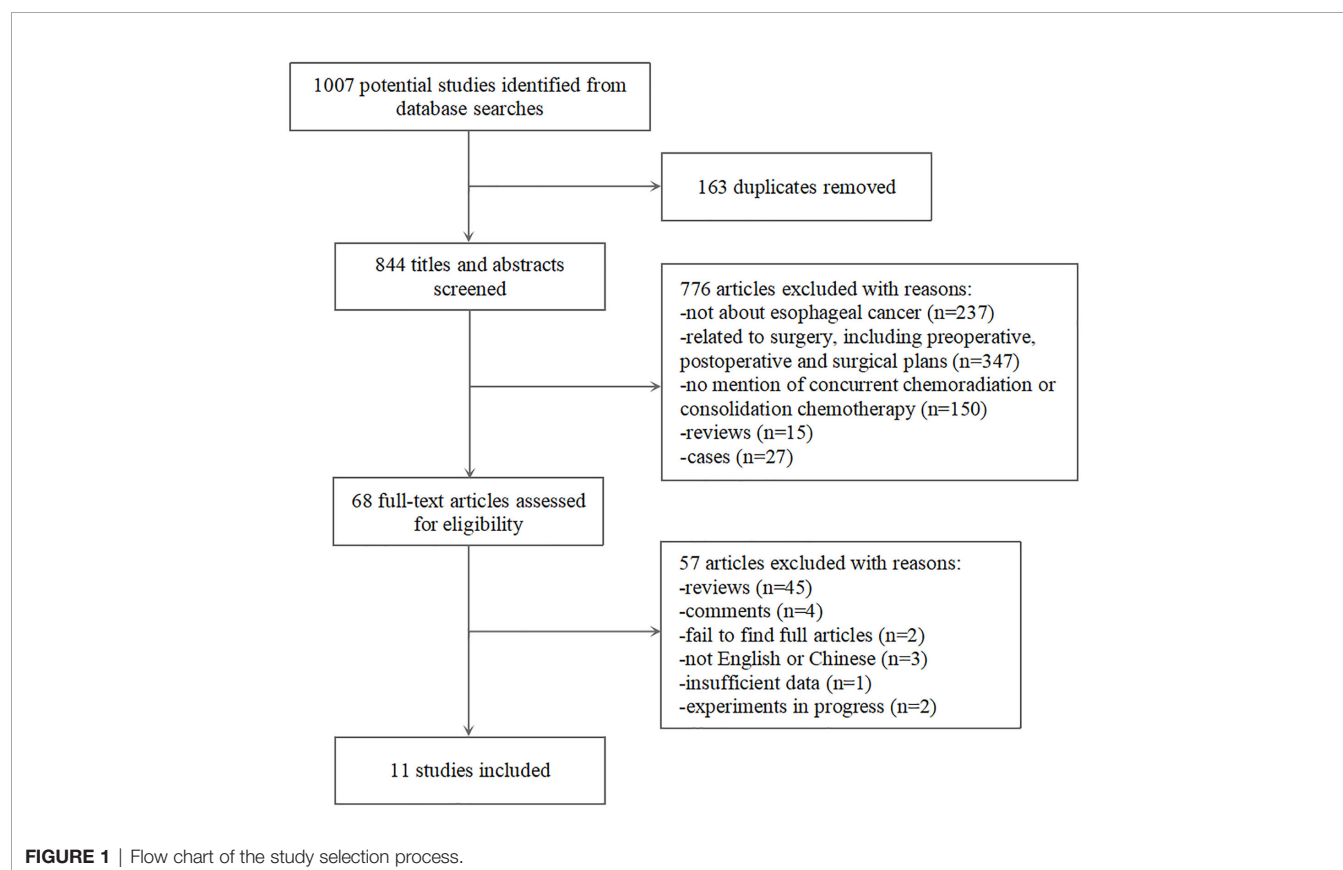 1007 potential studies identified from
database searches
163 duplicates removed
844 titles and abstracts
screened
776 articles excluded with reasons:
-not about esophageal cancer (n=237)
-related to surgery, including preoperative,
postoperative and surgical plans (n=347)
-no mention of concurrent chemoradiation or
consolidation chemotherapy (n=150)
-reviews (n=15)
-cases (n=27)
68 full-text articles assessed
for eligibility
57 articles excluded with reasons:
-reviews (n=45)
-comments (n=4)
-fail to find full articles (n=2)
-not English or Chinese (n=3)
-insufficient data (n=1)
-experiments in progress (n=2)
11 studies included
FIGURE 1 | Flow chart of the study selection process.